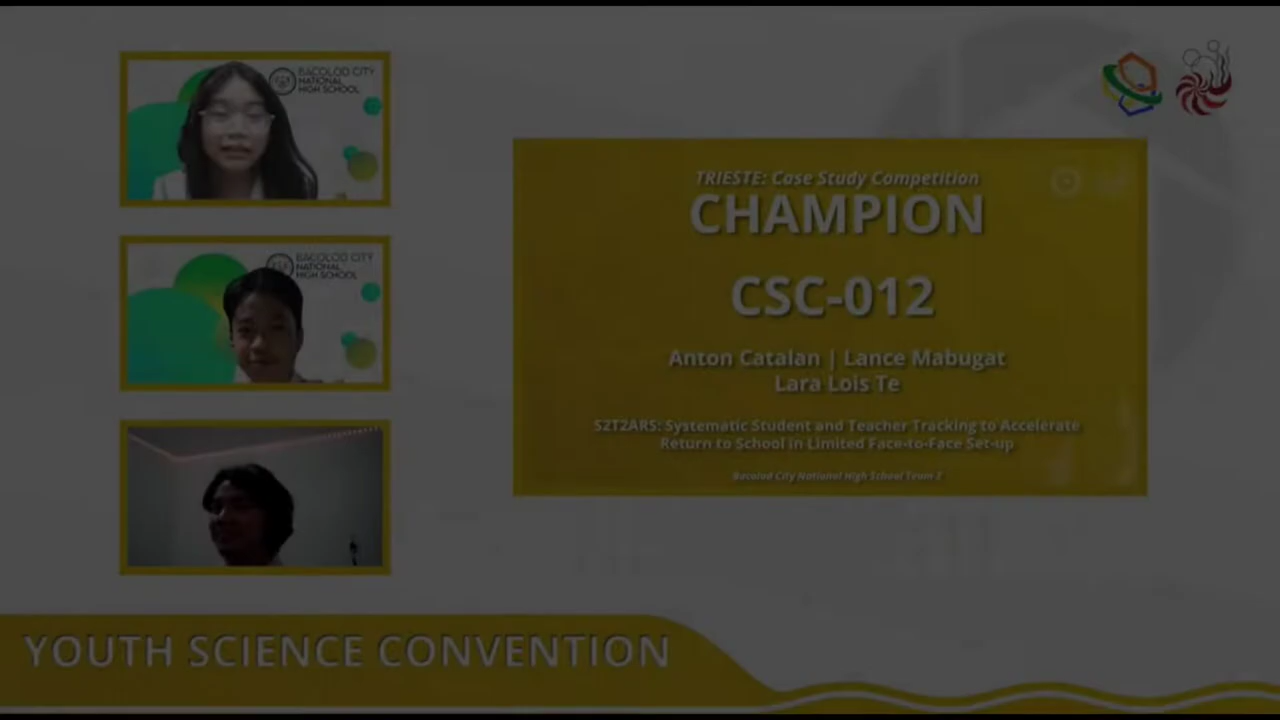 BACOLOD CITY
NATIONAL
HIGH SCHOOL
BACOLOD CITY
NATIONAL
HIGH SCHOOL
TRIESTE: Case Study Competition
CHAMPION
CSC-012
Anton Catalan | Lance Mabugat
Lara Lois Te
S2T2ARS: Systematic Student and Teacher Tracking to Accelerate
Return to School in Limited Face-to-Face Set-up
Bacolod City National High School Team 2
YOUTH SCIENCE CONVENTION